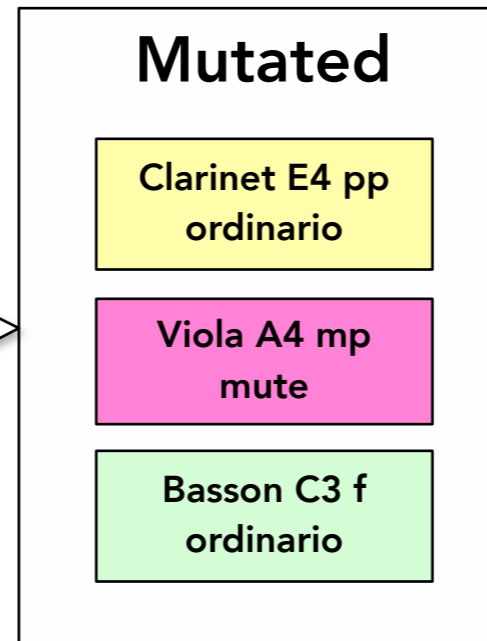 Mutated
Clarinet E4 pp
ordinario
Viola A4 mp
mute
Basson C3 f
ordinario